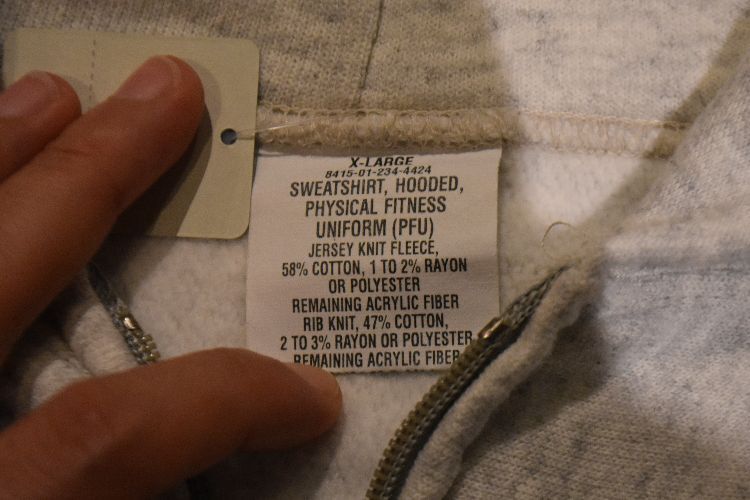 X-LARGE
8415-01-234-4424
SWEATSHIRT, HOODED,
PHYSICAL FITNESS
UNIFORM (PFU)
JERSEY KNIT FLEECE,
58% COTTON, 1 TO 2% RAYON
OR POLYESTER
REMAINING ACRYLIC FIBER
RIB KNIT, 47% COTTON,
2 TO 3% RAYON OR POLYESTER
REMAINING ACRYLIC FIBER